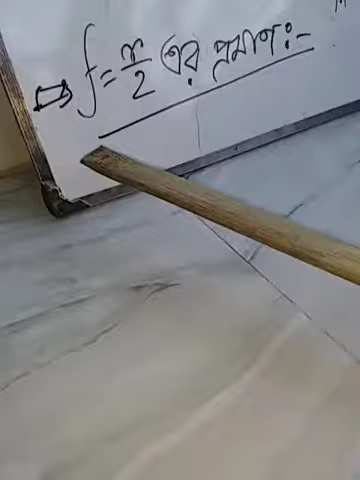 ⇨ f = r/2 এর প্রমাণ :-